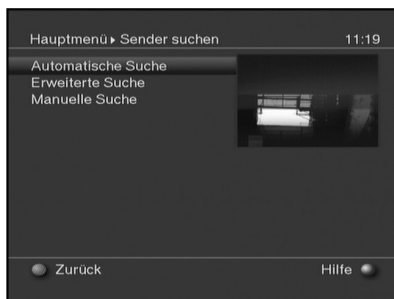 Hauptmenü ▸ Sender suchen 11:19
Automatische Suche
Erweiterte Suche
Manuelle Suche
Zurück Hilfe